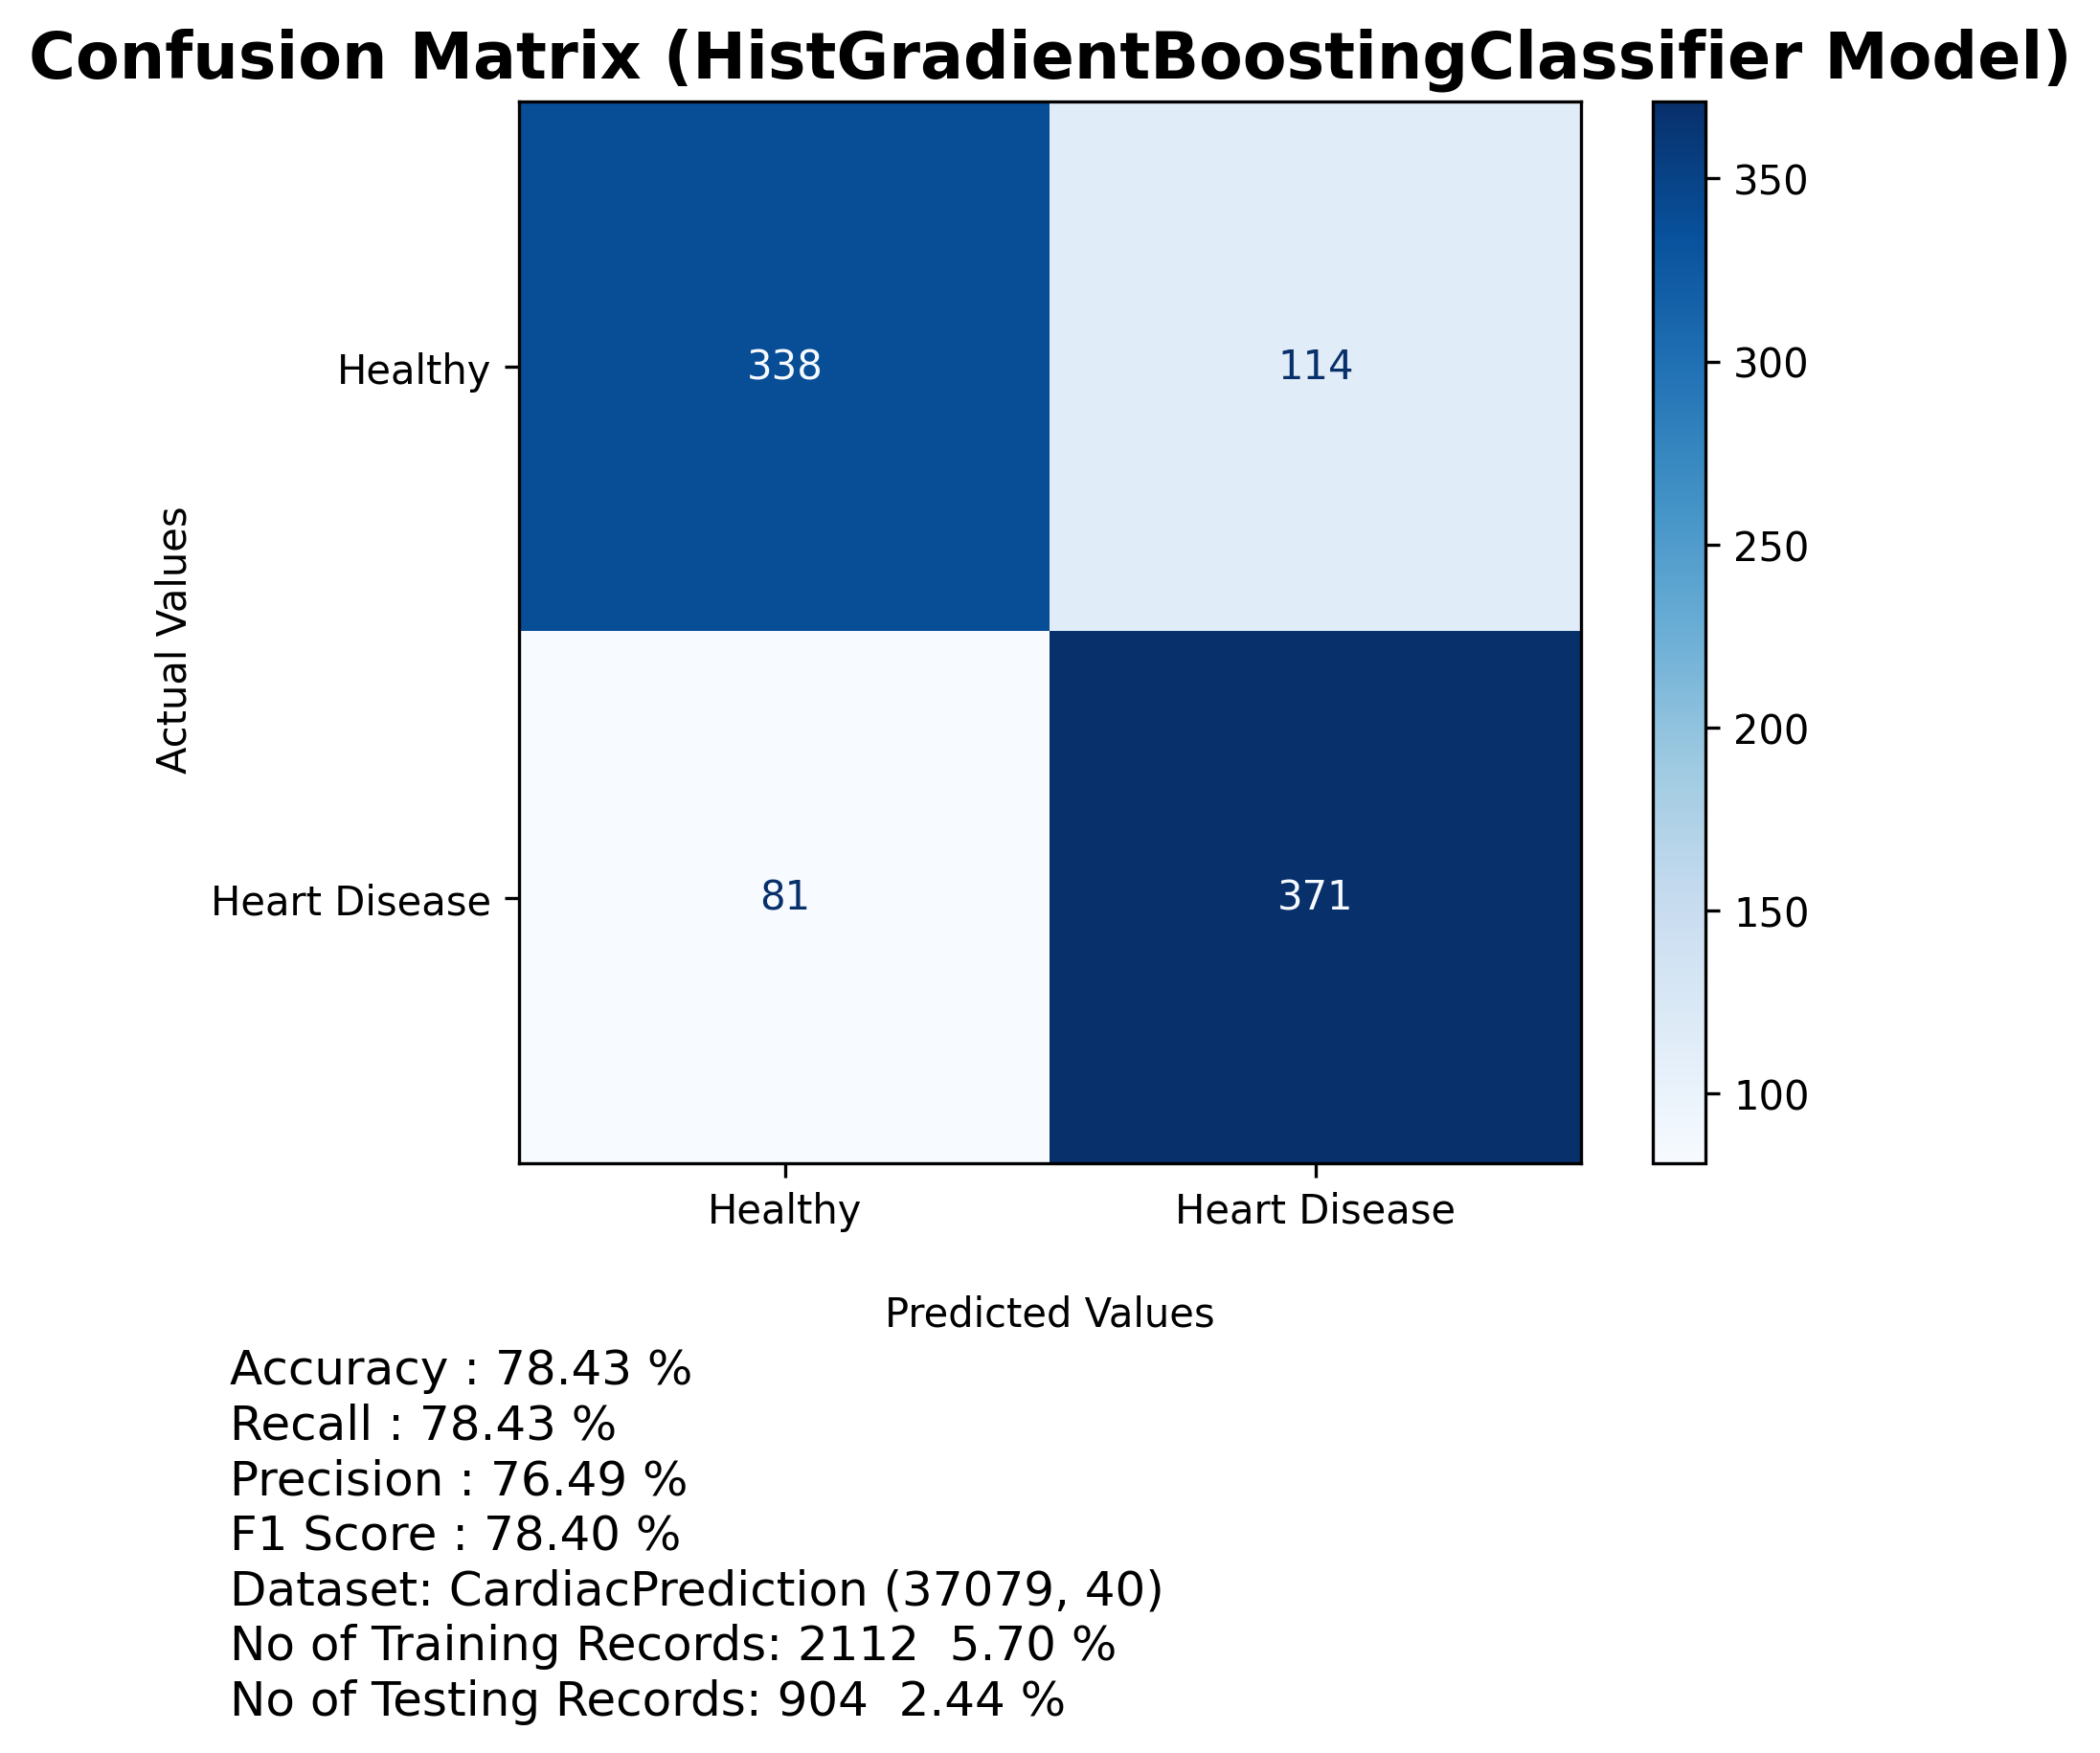 Confusion Matrix (HistGradientBoostingClassifier Model)
Actual Values
Healthy
338
114
Heart Disease
81
371
Healthy
Heart Disease
Predicted Values
350
300
250
200
150
100
Accuracy : 78.43 %
Recall : 78.43 %
Precision : 76.49 %
F1 Score : 78.40 %
Dataset: CardiacPrediction (37079, 40)
No of Training Records: 2112  5.70 %
No of Testing Records: 904  2.44 %